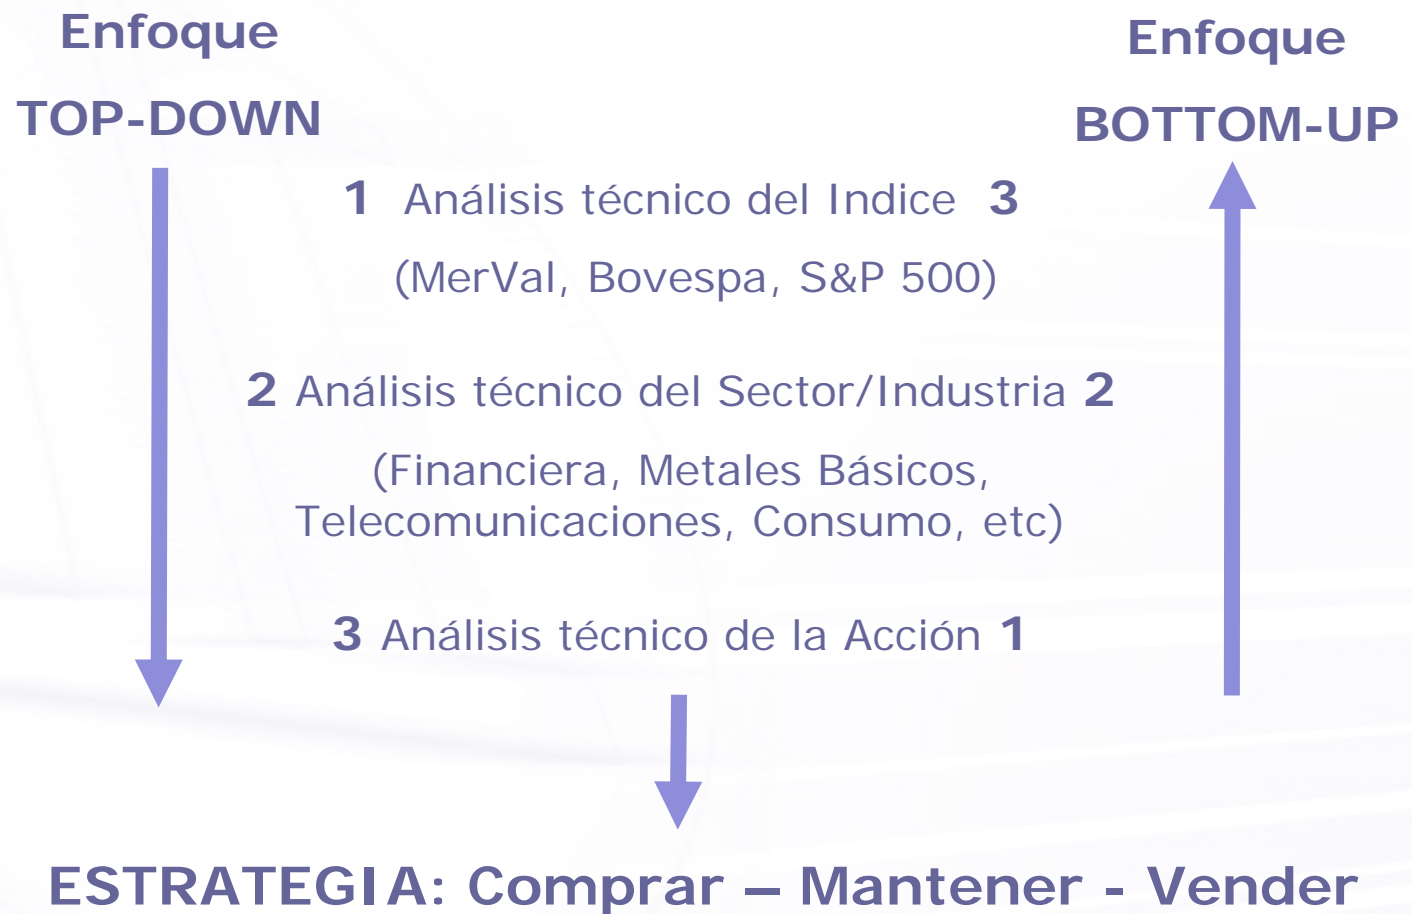 Enfoque
TOP-DOWN
Enfoque
BOTTOM-UP
1 Análisis técnico del Indice 3
(MerVal, Bovespa, S&P 500)
2 Análisis técnico del Sector/Industria 2
(Financiera, Metales Básicos,
Telecomunicaciones, Consumo, etc)
3 Análisis técnico de la Acción 1
ESTRATEGIA: Comprar – Mantener - Vender